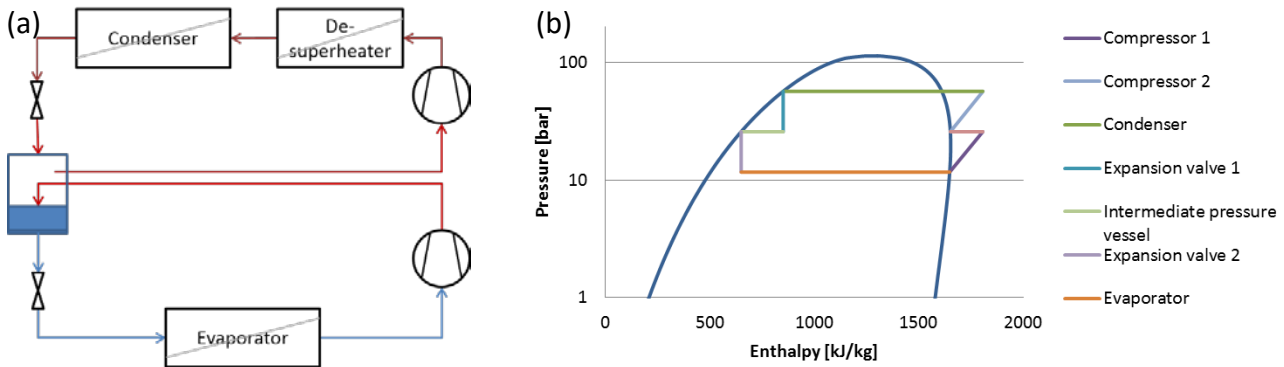 (a)
Condenser
De-
superheater
Evaporator
(b)
Pressure [bar]
100
10
1
0
500
1000
1500
2000
Enthalpy [kJ/kg]
Compressor 1
Compressor 2
Condenser
Expansion valve 1
Intermediate pressure
vessel
Expansion valve 2
Evaporator